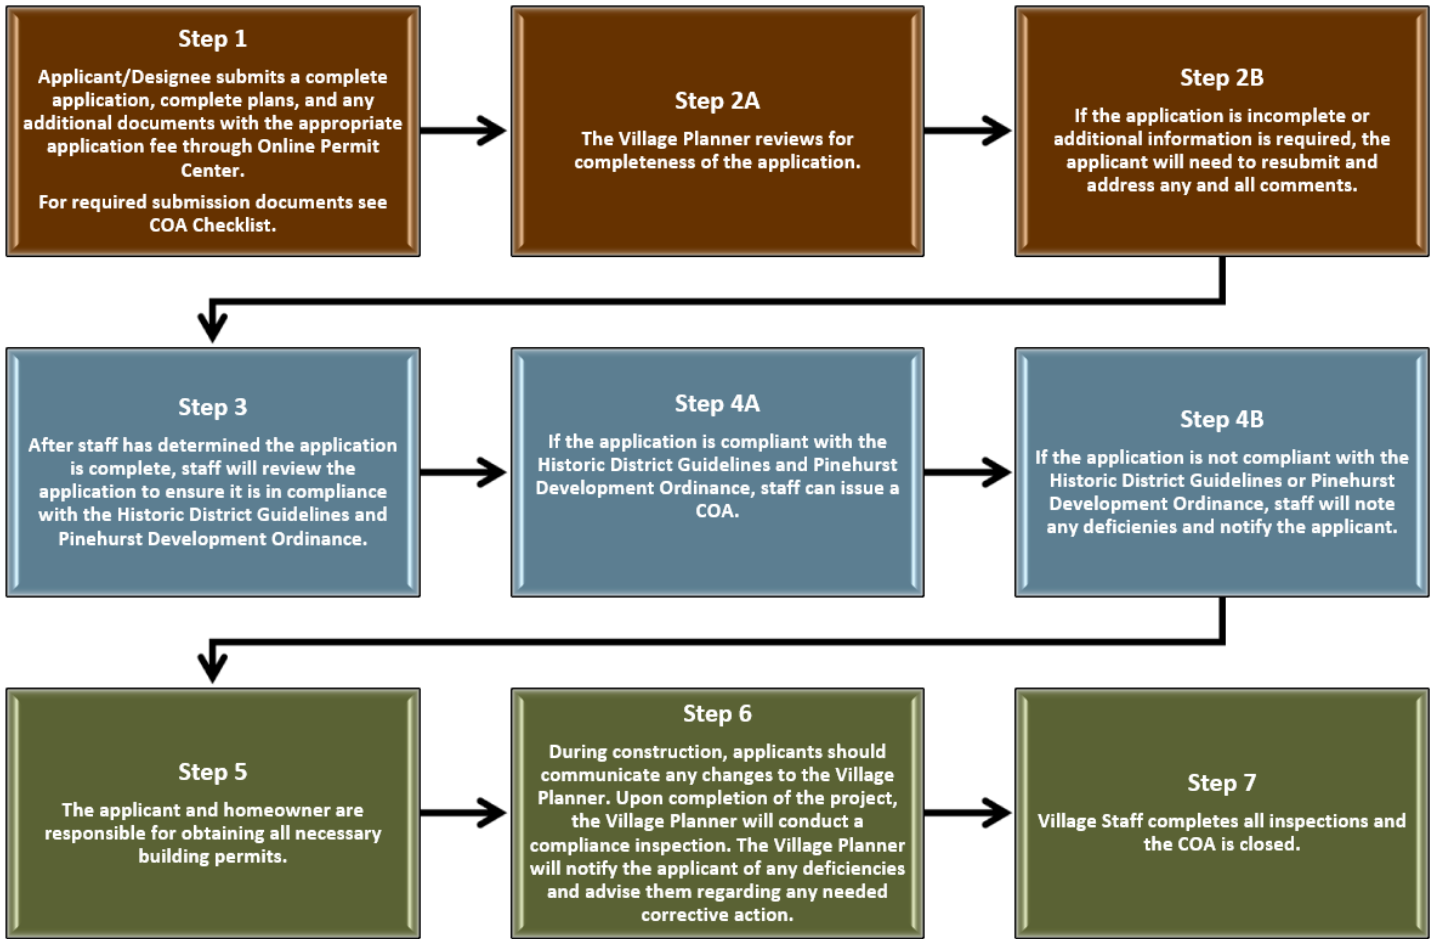 Step 1
Applicant/Designee submits a complete
application, complete plans, and any
additional documents with the appropriate
application fee through Online Permit
Center.
For required submission documents see
COA Checklist.
Step 2A
The Village Planner reviews for
completeness of the application.
Step 2B
If the application is incomplete or
additional information is required, the
applicant will need to resubmit and
address any and all comments.
Step 3
After staff has determined the application
is complete, staff will review the
application to ensure it is in compliance
with the Historic District Guidelines and
Pinehurst Development Ordinance.
Step 4A
If the application is compliant with the
Historic District Guidelines and Pinehurst
Development Ordinance, staff can issue a
COA.
Step 4B
If the application is not compliant with the
Historic District Guidelines or Pinehurst
Development Ordinance, staff will note
any deficienies and notify the applicant.
Step 5
The applicant and homeowner are
responsible for obtaining all necessary
building permits.
Step 6
During construction, applicants should
communicate any changes to the Village
Planner. Upon completion of the project,
the Village Planner will conduct a
compliance inspection. The Village Planner
will notify the applicant of any deficiencies
and advise them regarding any needed
corrective action.
Step 7
Village Staff completes all inspections and
the COA is closed.